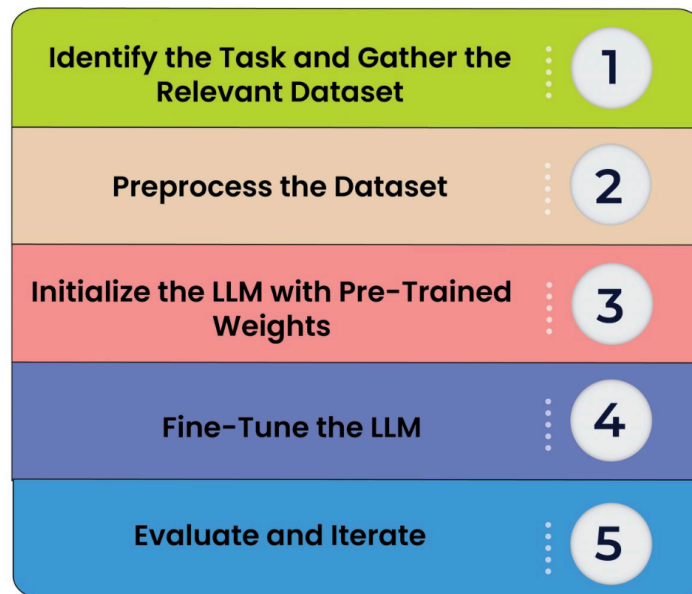 Identify the Task and Gather the
Relevant Dataset
1
Preprocess the Dataset
2
Initialize the LLM with Pre-Trained
Weights
3
Fine-Tune the LLM
4
Evaluate and Iterate
5